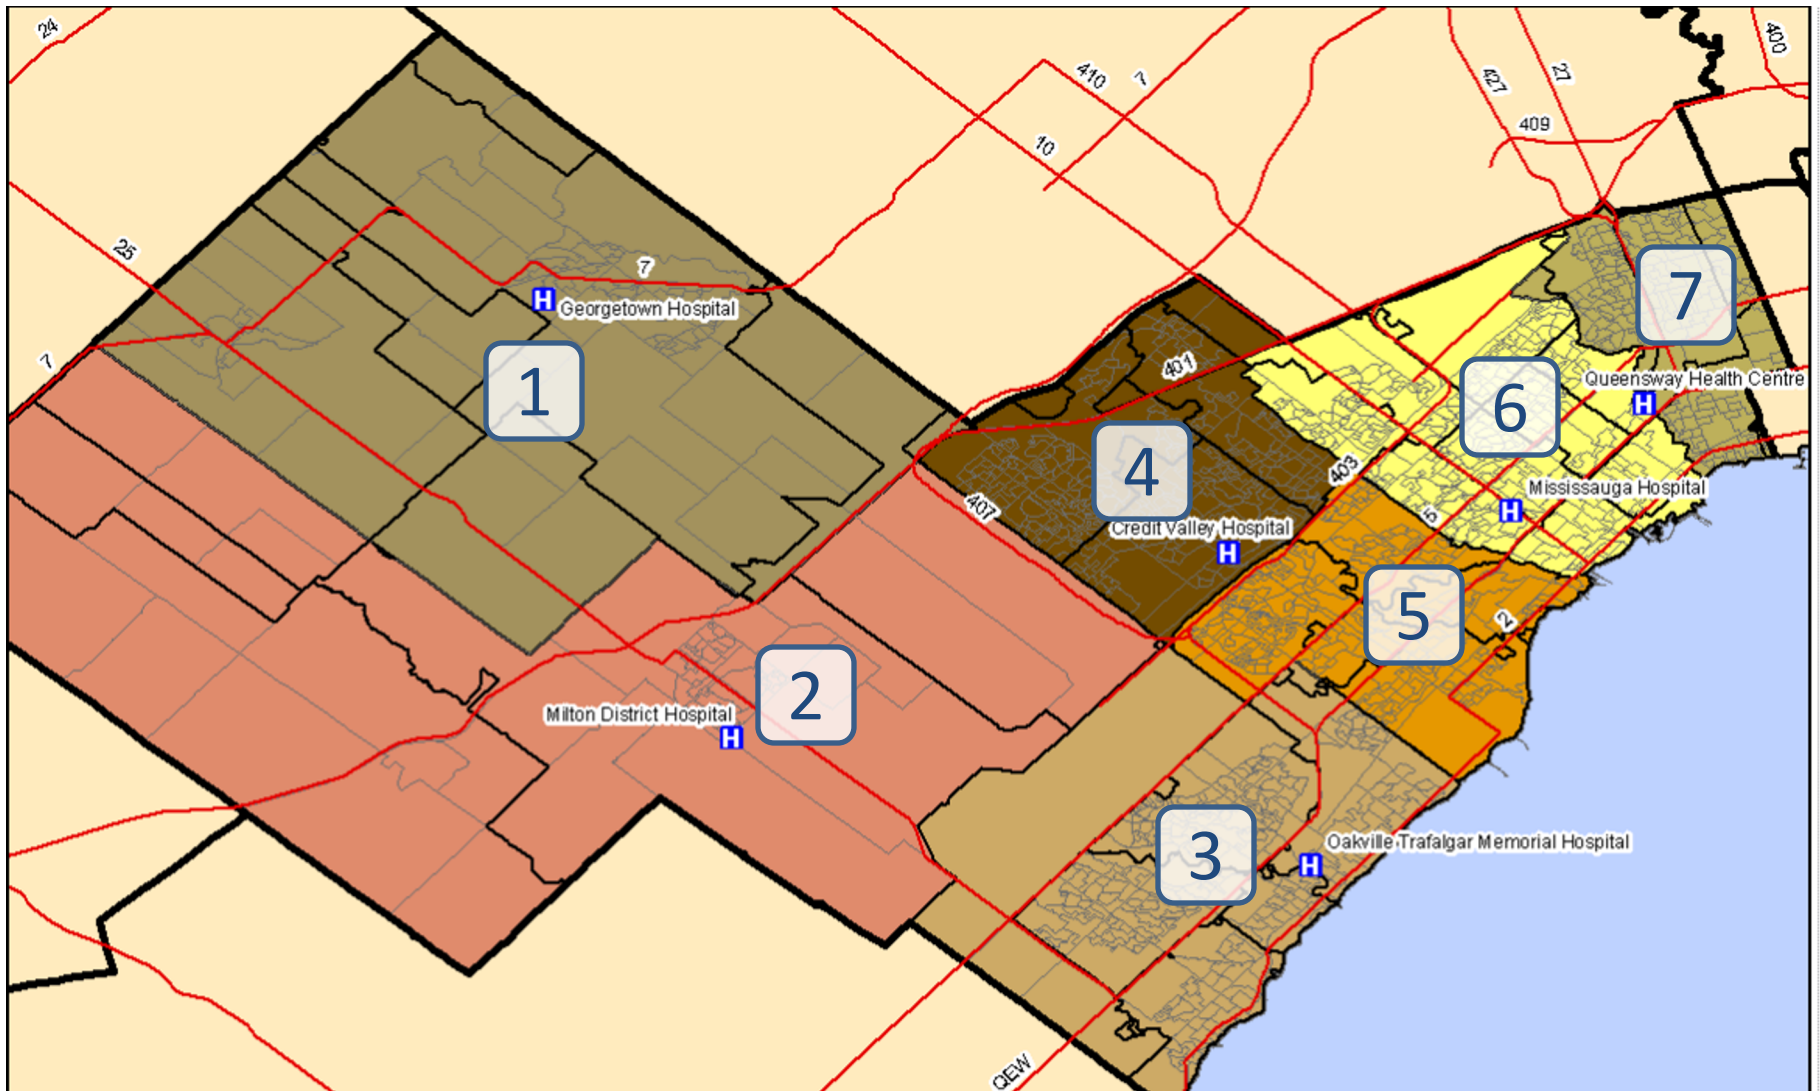 24
400
410
7
427
27
409
10
25
7
7
Georgetown Hospital
401
1
4
6
Queensway Health Centre
7
403
407
5
Mississauga Hospital
Credit Valley Hospital
5
2
2
Milton District Hospital
3
Oakville Trafalgar Memorial Hospital
QEW
H
H
H
H
H
H